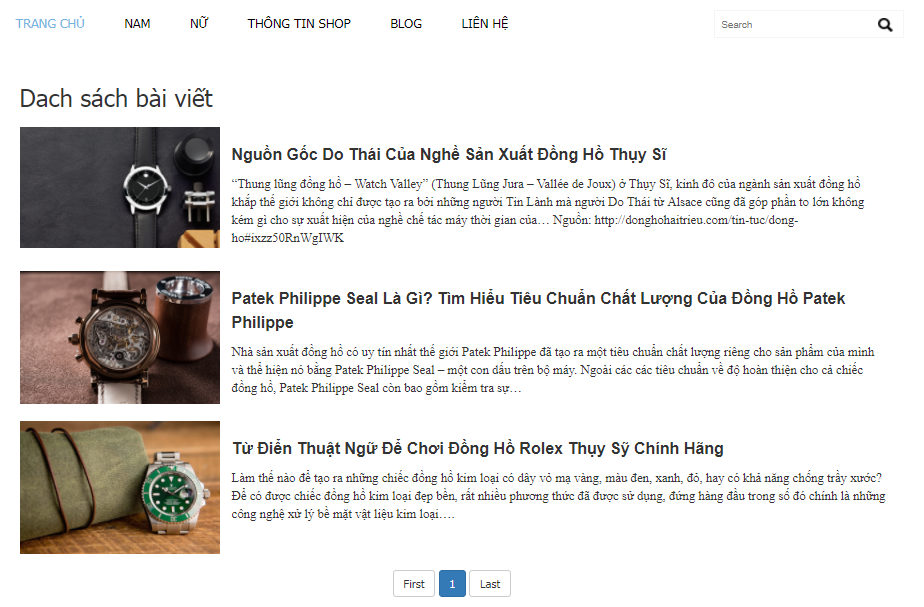 TRANG CHỦ NAM NỮ THÔNG TIN SHOP BLOG LIÊN HỆ Search
Dach sách bài viết
Nguồn Gốc Do Thái Của Nghề Sản Xuất Đồng Hồ Thụy Sĩ
“Thung lũng đồng hồ – Watch Valley” (Thung Lũng Jura – Vallée de Joux) ở Thụy Sĩ, kinh đô của ngành sản xuất đồng hồ
khắp thế giới không chỉ được tạo ra bởi những người Tin Lành mà người Do Thái từ Alsace cũng đã góp phần to lớn không
kém gì cho sự xuất hiện của nghề chế tác máy thời gian của… Nguồn: http://donghohaitrieu.com/tin-tuc/dong-
ho#ixzz50RnWgIWK
Patek Philippe Seal Là Gì? Tìm Hiểu Tiêu Chuẩn Chất Lượng Của Đồng Hồ Patek
Philippe
Nhà sản xuất đồng hồ có uy tín nhất thế giới Patek Philippe đã tạo ra một tiêu chuẩn chất lượng riêng cho sản phẩm của mình
và thể hiện nó bằng Patek Philippe Seal – một con dấu trên bộ máy. Ngoài các các tiêu chuẩn về độ hoàn thiện cho cả chiếc
đồng hồ, Patek Philippe Seal còn bao gồm kiểm tra sự…
Từ Điển Thuật Ngữ Để Chơi Đồng Hồ Rolex Thụy Sỹ Chính Hãng
Làm thế nào để tạo ra những chiếc đồng hồ kim loại có dây vỏ mạ vàng, màu đen, xanh, đỏ, hay có khả năng chống trầy xước?
Để có được chiếc đồng hồ kim loại đẹp bền, rất nhiều phương thức đã được sử dụng, đứng hàng đầu trong số đó chính là những
công nghệ xử lý bề mặt vật liệu kim loại….
First 1 Last